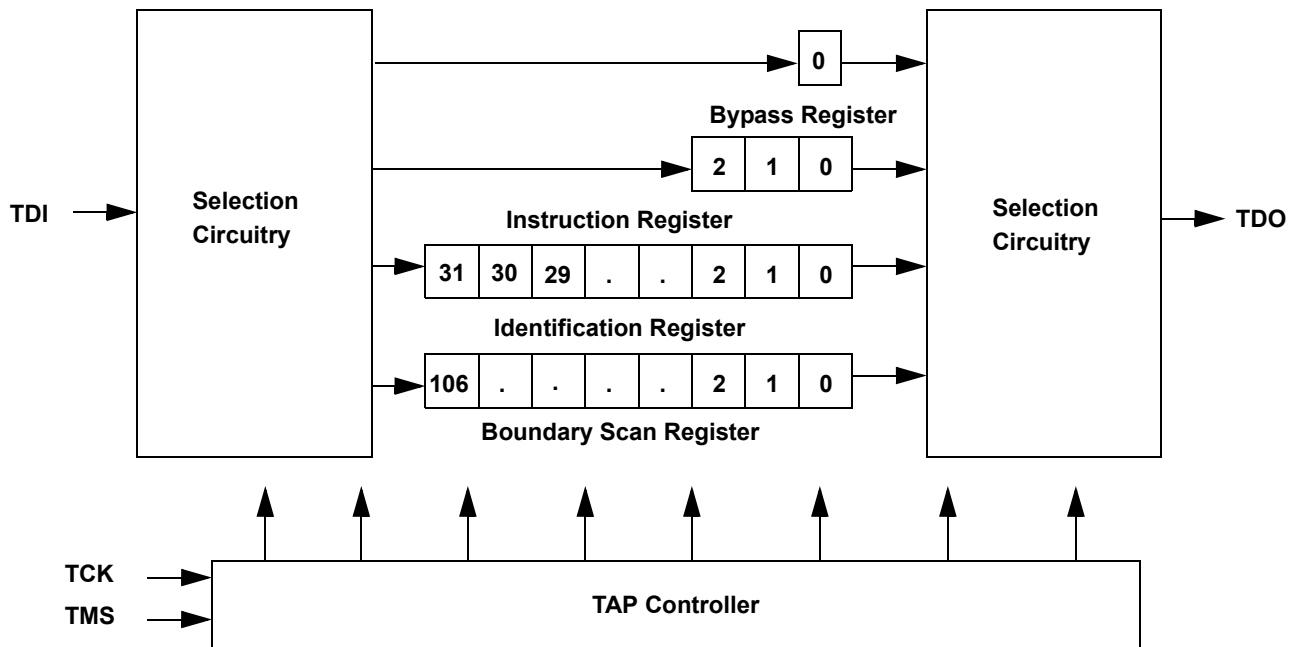 0
Bypass Register
2 1 0
TDI
Selection
Circuitry
Instruction Register
Selection
Circuitry
TDO
31 30 29 . . 2 1 0
Identification Register
106 . . . . 2 1 0
Boundary Scan Register
TCK
TMS
TAP Controller